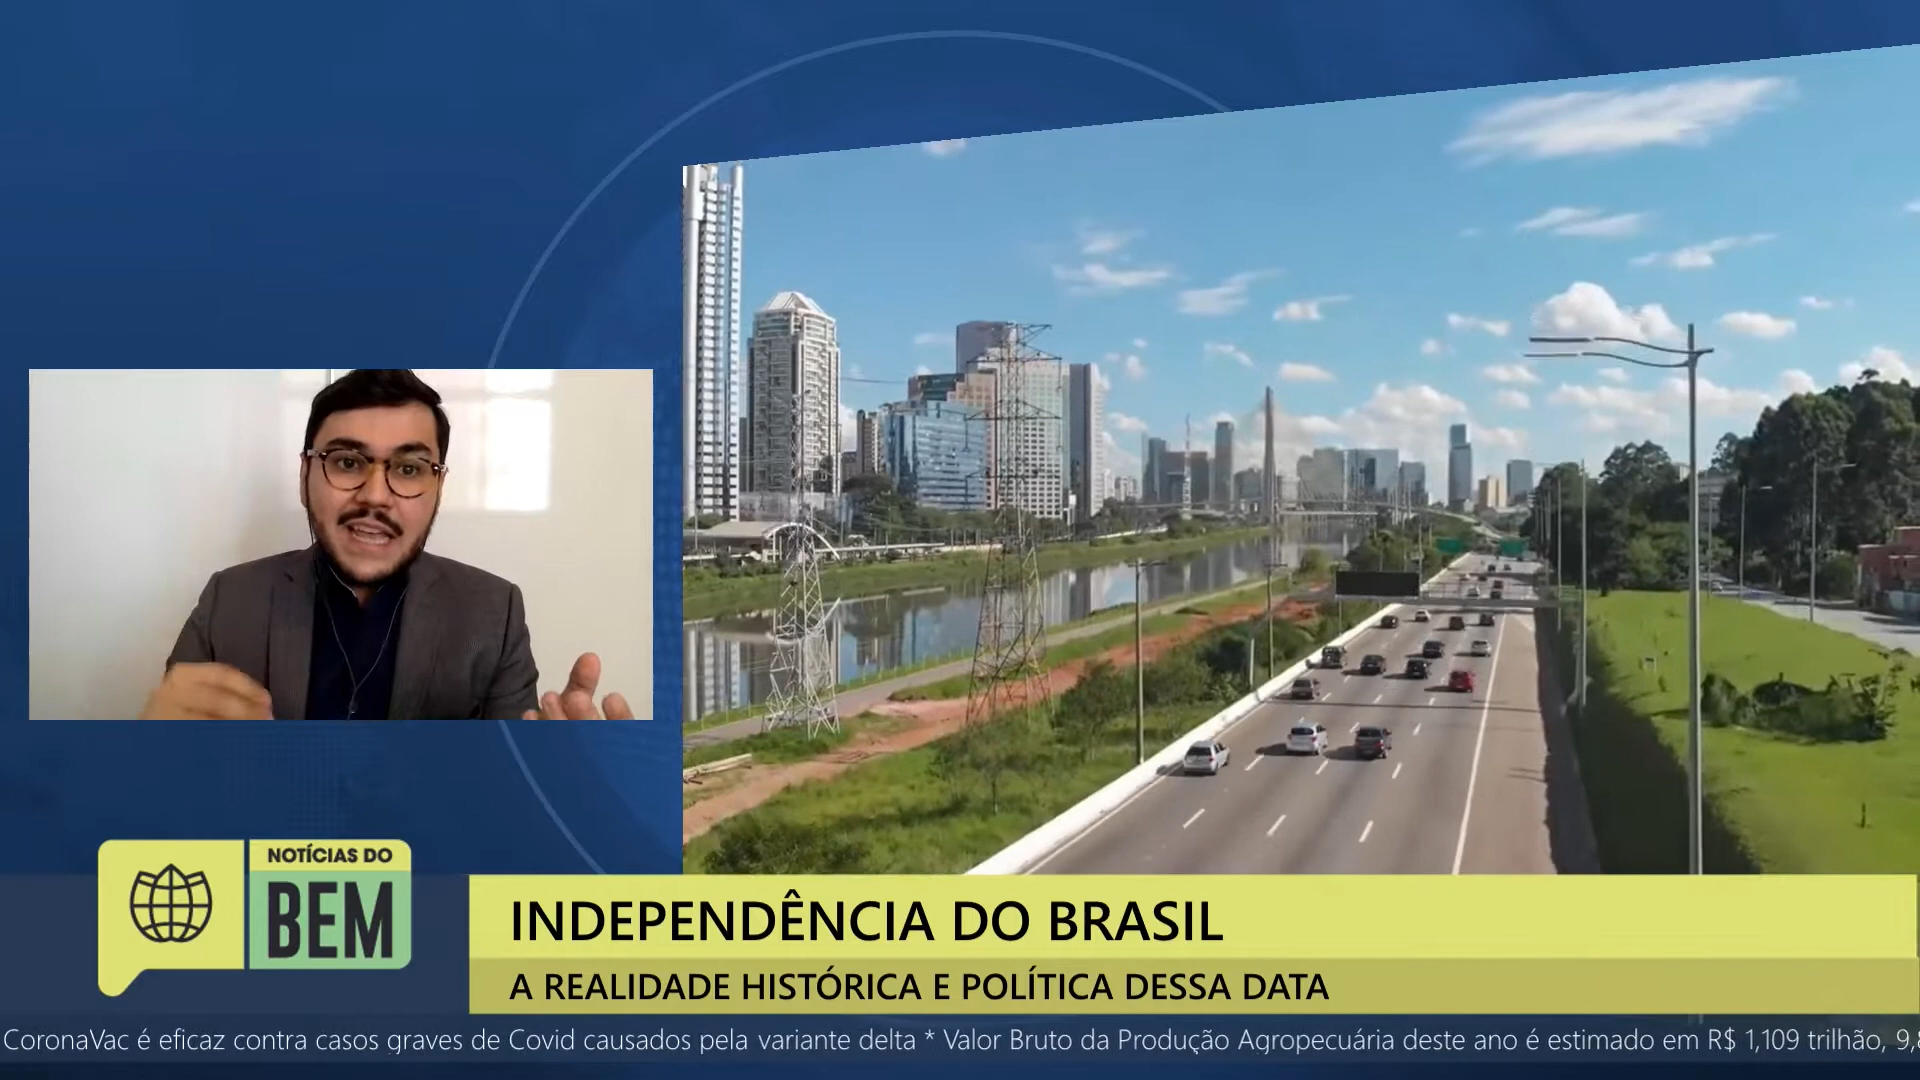 NOTÍCIAS DO
BEM
INDEPENDÊNCIA DO BRASIL
A REALIDADE HISTÓRICA E POLÍTICA DESSA DATA
CoronaVac é eficaz contra casos graves de Covid causados pela variante delta * Valor Bruto da Produção Agropecuária deste ano é estimado em R$ 1,109 trilhão,